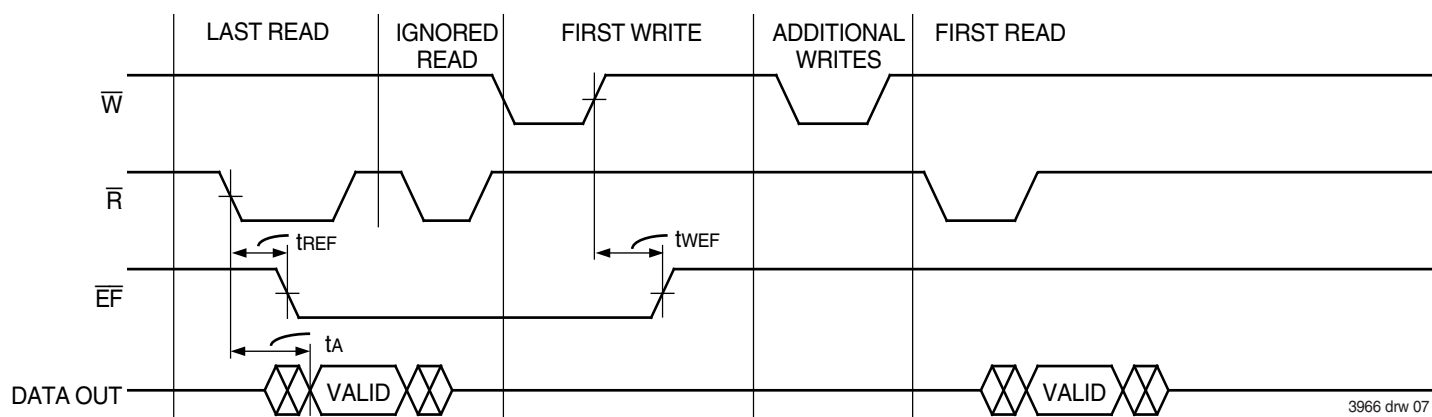 LAST READ
IGNORED
READ
FIRST WRITE
ADDITIONAL
WRITES
FIRST READ
W̅
R̅
tREF
tWEF
E̅F̅
tA
DATA OUT
VALID
VALID
3966 drw 07